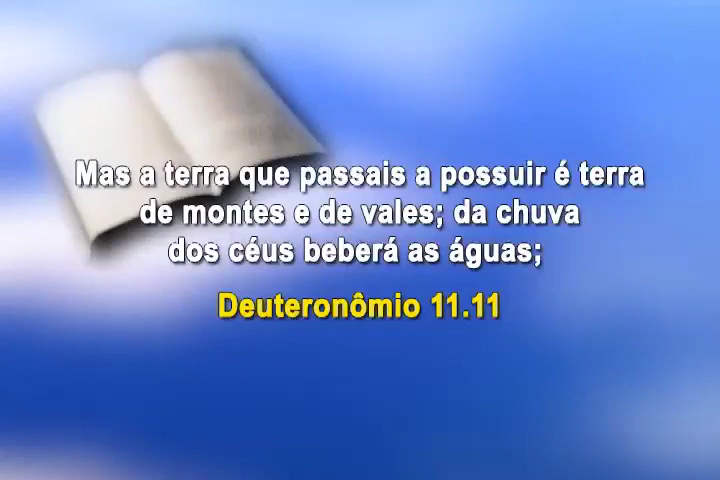 Mas a terra que passais a possuir é terra
de montes e de vales; da chuva
dos céus beberá as águas;
Deuteronômio 11.11